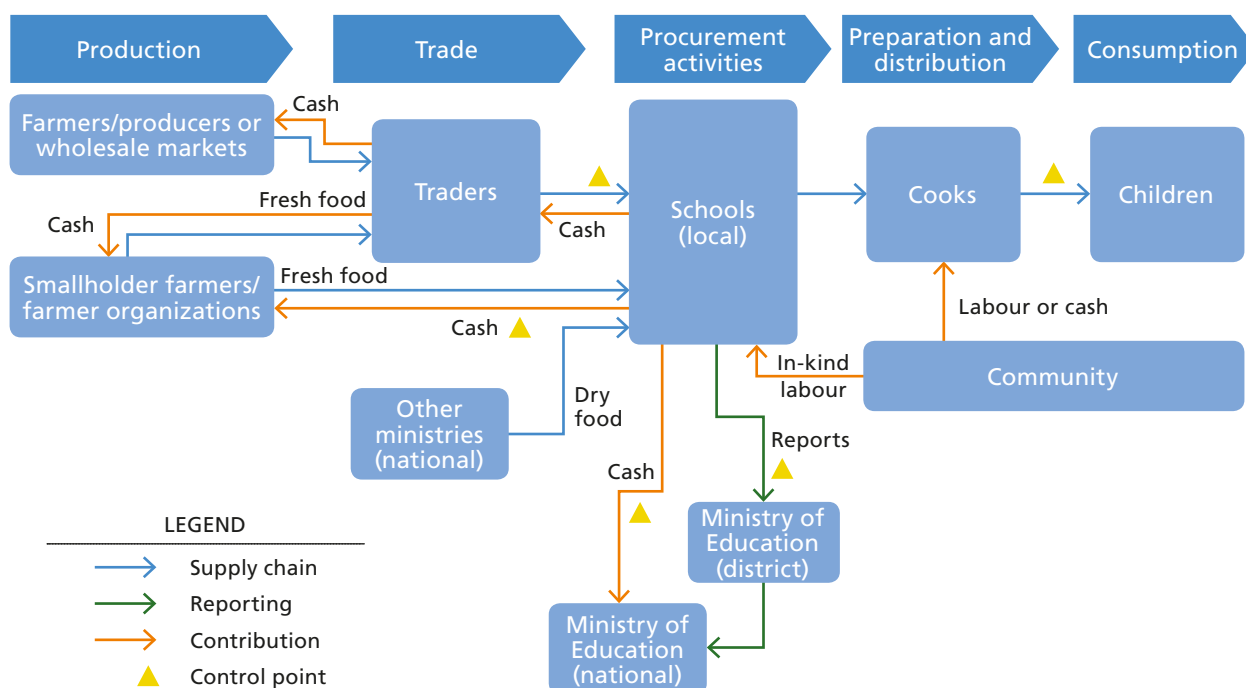 Production
Trade
Procurement
activities
Preparation and
distribution
Consumption
Farmers/producers or
wholesale markets
Cash
Traders
Schools
(local)
Cooks
Children
Fresh food
Cash
Cash
Smallholder farmers/
farmer organizations
Fresh food
Cash
Labour or cash
In-kind
labour
Community
Other
ministries
(national)
Dry
food
Reports
Cash
Ministry of
Education
(district)
Ministry of
Education
(national)
LEGEND
Supply chain
Reporting
Contribution
Control point